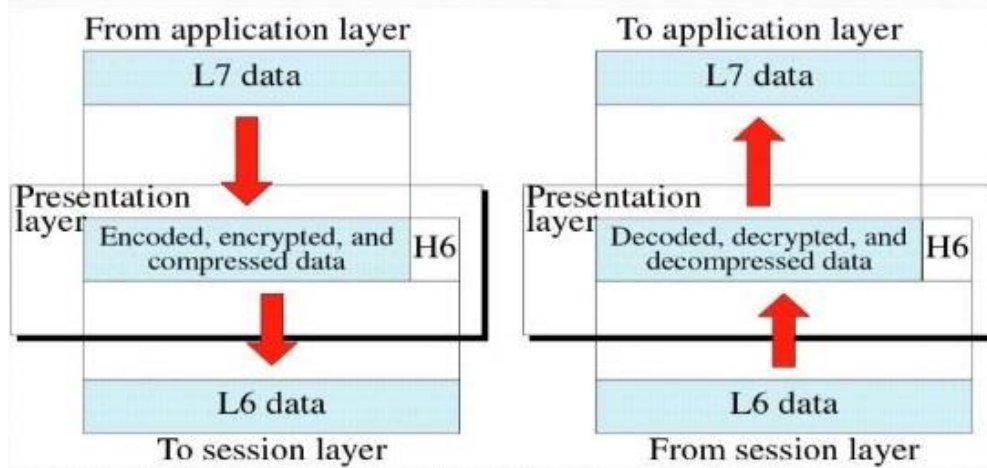 From application layer
L7 data
Presentation
layer
Encoded, encrypted, and
compressed data
H6
L6 data
To session layer
To application layer
L7 data
Presentation
layer
Decoded, decrypted, and
decompressed data
H6
L6 data
From session layer